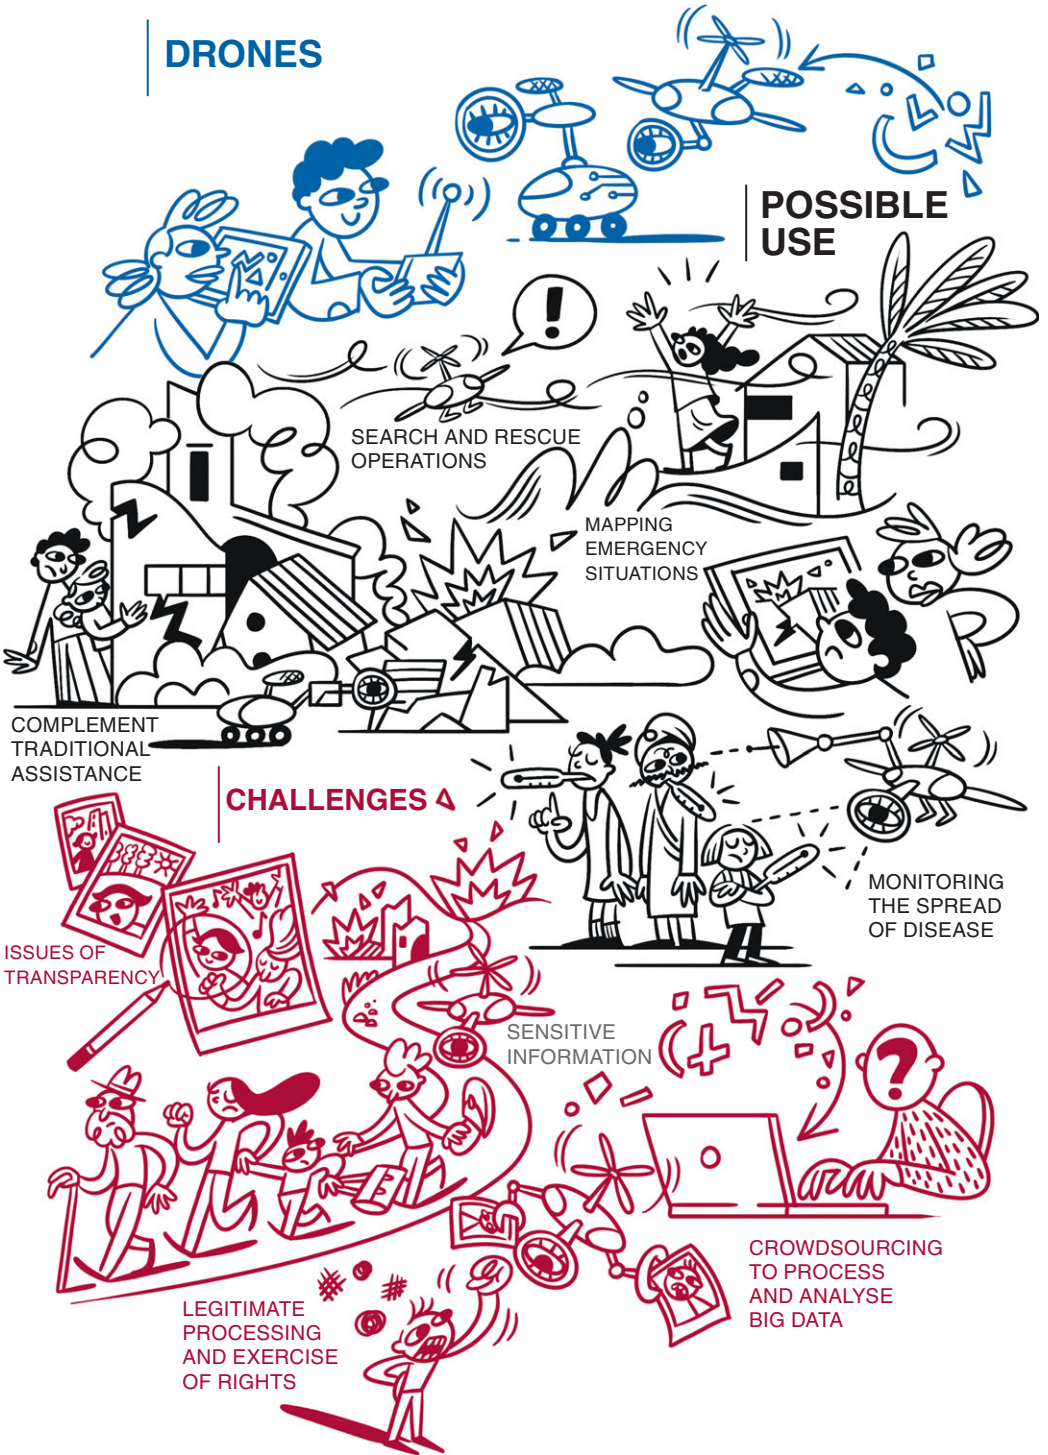 DRONES
POSSIBLE
USE
!
SEARCH AND RESCUE
OPERATIONS
MAPPING
EMERGENCY
SITUATIONS
COMPLEMENT
TRADITIONAL
ASSISTANCE
CHALLENGES
MONITORING
THE SPREAD
OF DISEASE
ISSUES OF
TRANSPARENCY
SENSITIVE
INFORMATION
?
CROWDSOURCING
TO PROCESS
AND ANALYSE
BIG DATA
LEGITIMATE
PROCESSING
AND EXERCISE
OF RIGHTS